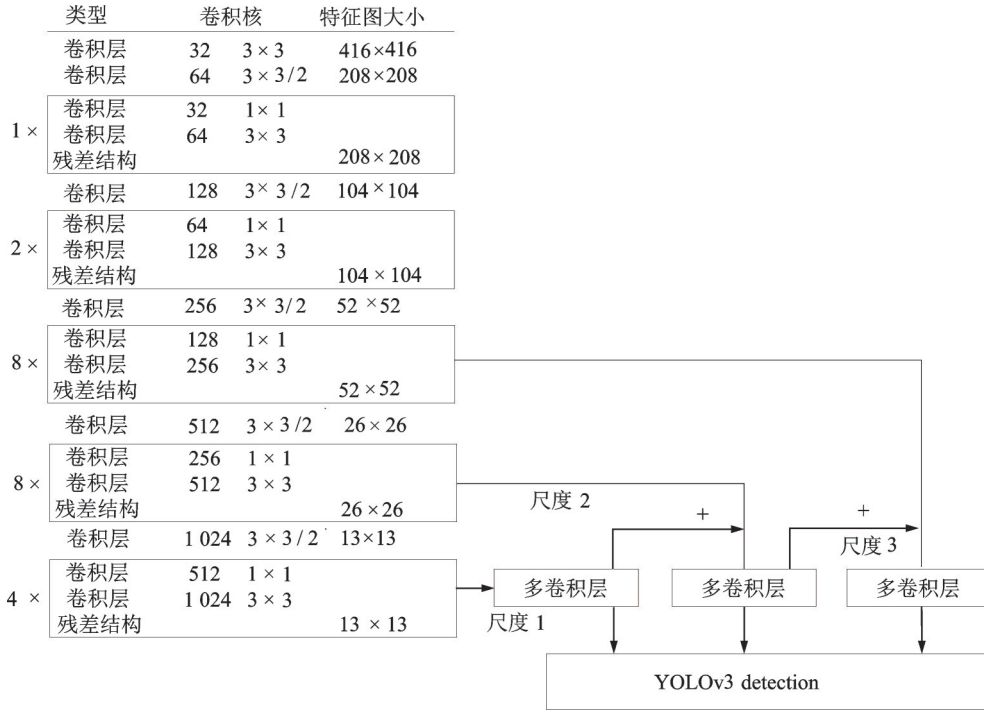 类型 卷积核 特征图大小
卷积层 32 3 × 3 416×416
卷积层 64 3 × 3/2 208×208
卷积层 32 1× 1
1 × 卷积层 64 3× 3
残差结构 208× 208
卷积层 128 3× 3/2 104 ×104
卷积层 64 1× 1
2 × 卷积层 128 3× 3
残差结构 104 × 104
卷积层 256 3× 3/2 52 ×52
卷积层 128 1× 1
8 × 卷积层 256 3× 3
残差结构 52 ×52
卷积层 512 3 × 3/2 26× 26
卷积层 256 1 × 1
8 × 卷积层 512 3 × 3 尺度 2
残差结构 26×26 + +
卷积层 1 024 3 × 3/2 13×13 尺度 3
卷积层 512 1 × 1 多卷积层 多卷积层 多卷积层
4 × 卷积层 1 024 3 × 3
残差结构 13 × 13 尺度 1
YOLOv3 detection